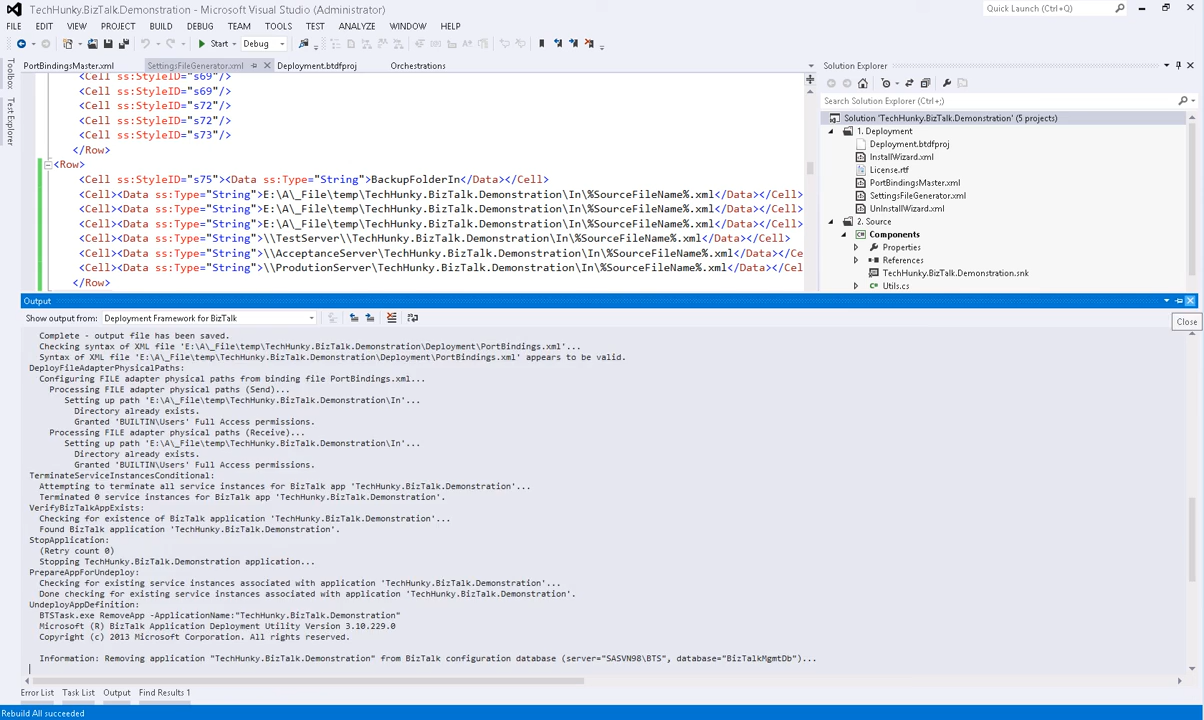 TechHunky.BizTalk.Demonstration - Microsoft Visual Studio (Administrator)
Quick Launch (Ctrl+Q)
FILE EDIT VIEW PROJECT BUILD DEBUG TEAM TOOLS TEST ANALYZE WINDOW HELP
Start Debug
PortBindingsMaster.xml SettingsFileGenerator.xml Deployment.btdfproj Orchestrations
Toolbox
Test Explorer
<Cell ss:StyleID="s69"/>
<Cell ss:StyleID="s69"/>
<Cell ss:StyleID="s72"/>
<Cell ss:StyleID="s72"/>
<Cell ss:StyleID="s73"/>
</Row>
<Row>
<Cell ss:StyleID="s75"><Data ss:Type="String">BackupFolderIn</Data></Cell>
<Cell><Data ss:Type="String">E:\A\_File\temp\TechHunky.BizTalk.Demonstration\In\%SourceFileName%.xml</Data></Cell>
<Cell><Data ss:Type="String">E:\A\_File\temp\TechHunky.BizTalk.Demonstration\In\%SourceFileName%.xml</Data></Cell>
<Cell><Data ss:Type="String">E:\A\_File\temp\TechHunky.BizTalk.Demonstration\In\%SourceFileName%.xml</Data></Cell>
<Cell><Data ss:Type="String">\\TestServer\\TechHunky.BizTalk.Demonstration\In\%SourceFileName%.xml</Data></Cell>
<Cell><Data ss:Type="String">\\AcceptanceServer\TechHunky.BizTalk.Demonstration\In\%SourceFileName%.xml</Data></Ce
<Cell><Data ss:Type="String">\\ProdutionServer\TechHunky.BizTalk.Demonstration\In\%SourceFileName%.xml</Data></Cel
</Row>
Solution Explorer
Search Solution Explorer (Ctrl+;)
Solution 'TechHunky.BizTalk.Demonstration' (5 projects)
1. Deployment
Deployment.btdfproj
InstallWizard.xml
License.rtf
PortBindingsMaster.xml
SettingsFileGenerator.xml
UnInstallWizard.xml
2. Source
Components
Properties
References
TechHunky.BizTalk.Demonstration.snk
Utils.cs
Output
Close
Show output from: Deployment Framework for BizTalk
Complete - output file has been saved.
Checking syntax of XML file 'E:\A\_File\temp\TechHunky.BizTalk.Demonstration\Deployment\PortBindings.xml'...
Syntax of XML file 'E:\A\_File\temp\TechHunky.BizTalk.Demonstration\Deployment\PortBindings.xml' appears to be valid.
DeployFileAdapterPhysicalPaths:
Configuring FILE adapter physical paths from binding file PortBindings.xml...
Processing FILE adapter physical paths (Send)...
Setting up path 'E:\A\_File\temp\TechHunky.BizTalk.Demonstration\In'...
Directory already exists.
Granted 'BUILTIN\Users' Full Access permissions.
Processing FILE adapter physical paths (Receive)...
Setting up path 'E:\A\_File\temp\TechHunky.BizTalk.Demonstration\In'...
Directory already exists.
Granted 'BUILTIN\Users' Full Access permissions.
TerminateServiceInstancesConditional:
Attempting to terminate all service instances for BizTalk app 'TechHunky.BizTalk.Demonstration'...
Terminated 0 service instances for BizTalk app 'TechHunky.BizTalk.Demonstration'.
VerifyBizTalkAppExists:
Checking for existence of BizTalk application 'TechHunky.BizTalk.Demonstration'...
Found BizTalk application 'TechHunky.BizTalk.Demonstration'.
StopApplication:
(Retry count 0)
Stopping TechHunky.BizTalk.Demonstration application...
PrepareAppForUndeploy:
Checking for existing service instances associated with application 'TechHunky.BizTalk.Demonstration'...
Done checking for existing service instances associated with application 'TechHunky.BizTalk.Demonstration'.
UndeployAppDefinition:
BTSTask.exe RemoveApp -ApplicationName:"TechHunky.BizTalk.Demonstration"
Microsoft (R) BizTalk Application Deployment Utility Version 3.10.229.0
Copyright (c) 2013 Microsoft Corporation. All rights reserved.
Information: Removing application "TechHunky.BizTalk.Demonstration" from BizTalk configuration database (server="SASVN98\BTS", database="BizTalkMgmtDb")...
Error List Task List Output Find Results 1
Rebuild All succeeded